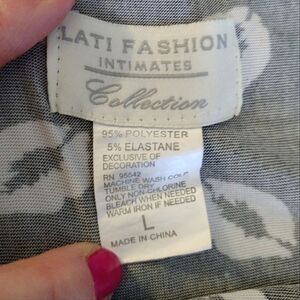 LATI FASHION
INTIMATES
Collection
95% POLYESTER
5% ELASTANE
EXCLUSIVE OF
DECORATION
RN 95542
MACHINE WASH COLD
TUMBLE DRY
ONLY NON-CHLORINE
BLEACH WHEN NEEDED
WARM IRON IF NEEDED
L
MADE IN CHINA